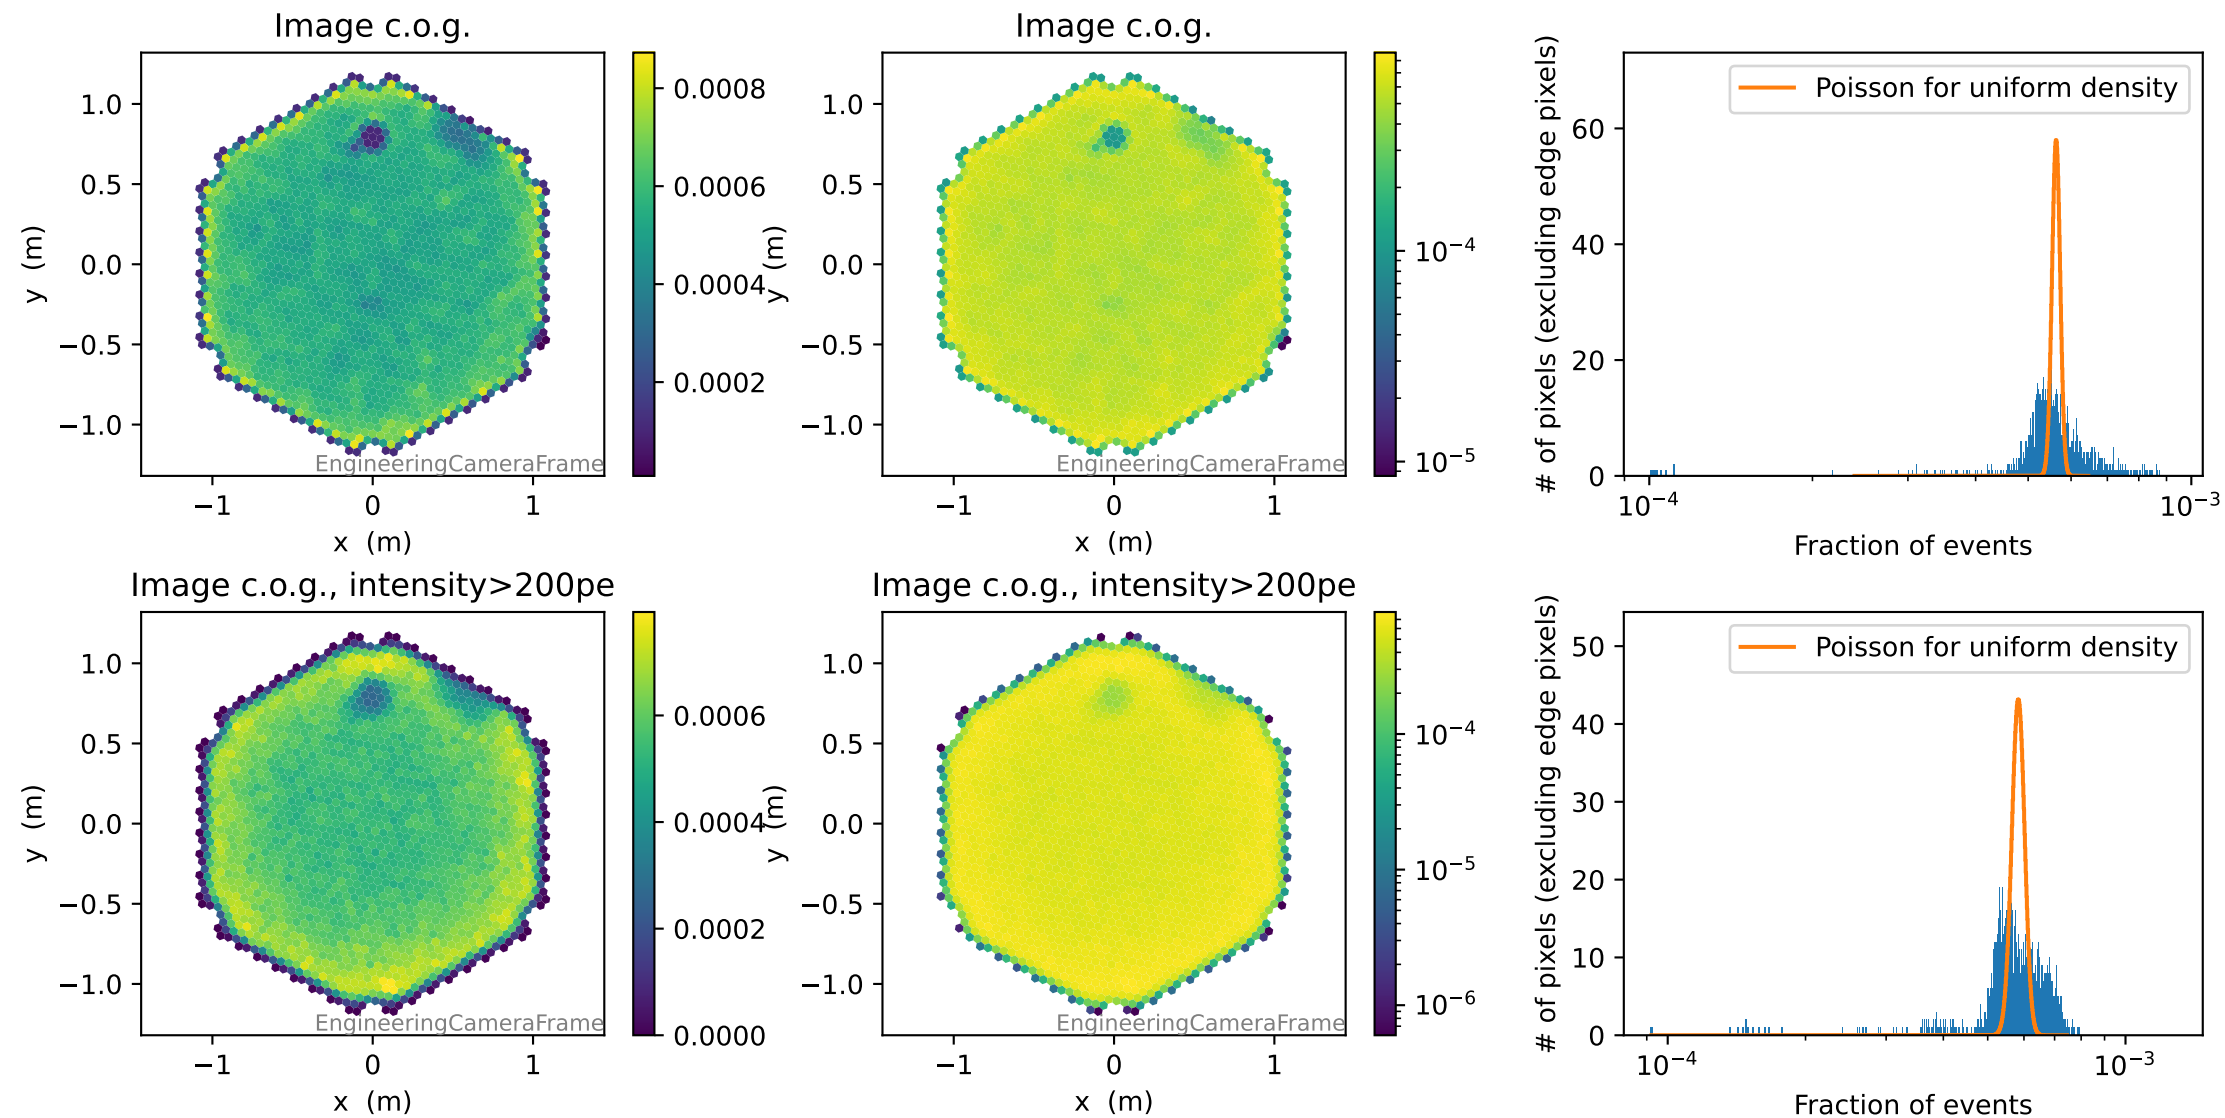 Image c.o.g.
y (m)
1.0
0.5
0.0
−0.5
−1.0
−1
0
1
x (m)
EngineeringCameraFrame
0.0008
0.0006
0.0004
0.0002
Image c.o.g.
y (m)
1.0
0.5
0.0
−0.5
−1.0
−1
0
1
x (m)
EngineeringCameraFrame
10⁻⁴
10⁻⁵
# of pixels (excluding edge pixels)
60
40
20
0
Poisson for uniform density
10⁻⁴
10⁻³
Fraction of events
Image c.o.g., intensity>200pe
y (m)
1.0
0.5
0.0
−0.5
−1.0
−1
0
1
x (m)
EngineeringCameraFrame
0.0006
0.0004
0.0002
0.0000
Image c.o.g., intensity>200pe
y (m)
1.0
0.5
0.0
−0.5
−1.0
−1
0
1
x (m)
EngineeringCameraFrame
10⁻⁴
10⁻⁵
10⁻⁶
# of pixels (excluding edge pixels)
50
40
30
20
10
0
Poisson for uniform density
10⁻⁴
10⁻³
Fraction of events